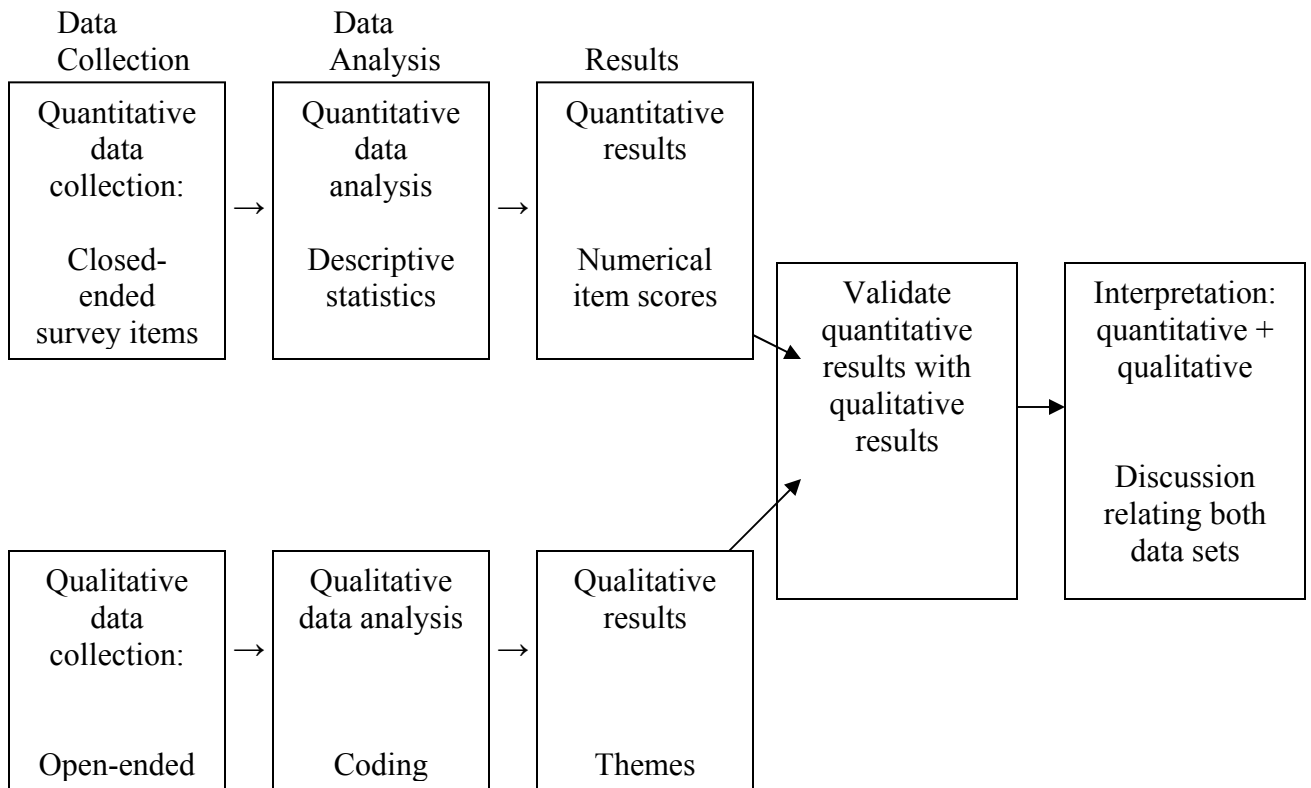 Data
Collection
Data
Analysis
Results
Quantitative
data
collection:
Closed-
ended
survey items
→
Quantitative
data
analysis
Descriptive
statistics
→
Quantitative
results
Numerical
item scores
Validate
quantitative
results with
qualitative
results
Interpretation:
quantitative +
qualitative
Discussion
relating both
data sets
Qualitative
data
collection:
Open-ended
→
Qualitative
data analysis
Coding
→
Qualitative
results
Themes